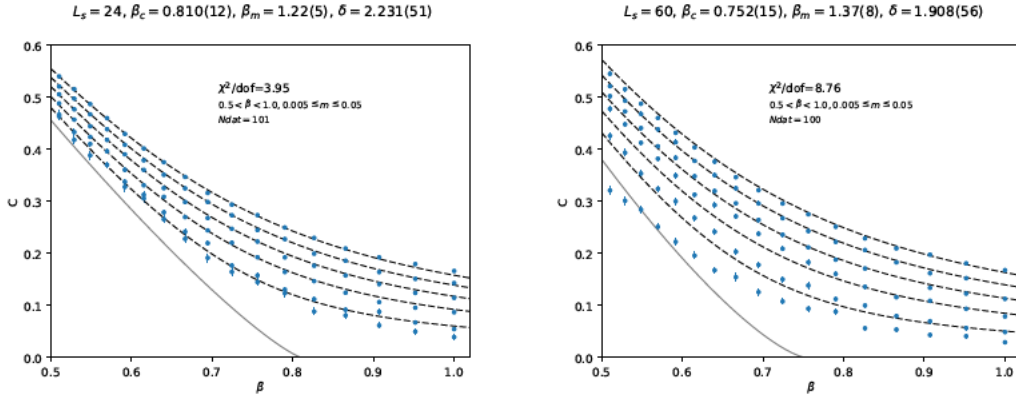 L_s = 24, β_c = 0.810(12), β_m = 1.22(5), δ = 2.231(51)
0.6
0.5
0.4
0.3
0.2
0.1
0.0
C
χ²/dof=3.95
0.5 < β < 1.0, 0.005 ≤ m ≤ 0.05
Ndat = 101
0.5 0.6 0.7 0.8 0.9 1.0
β
L_s = 60, β_c = 0.752(15), β_m = 1.37(8), δ = 1.908(56)
0.6
0.5
0.4
0.3
0.2
0.1
0.0
C
χ²/dof=8.76
0.5 < β < 1.0, 0.005 ≤ m ≤ 0.05
Ndat = 100
0.5 0.6 0.7 0.8 0.9 1.0
β